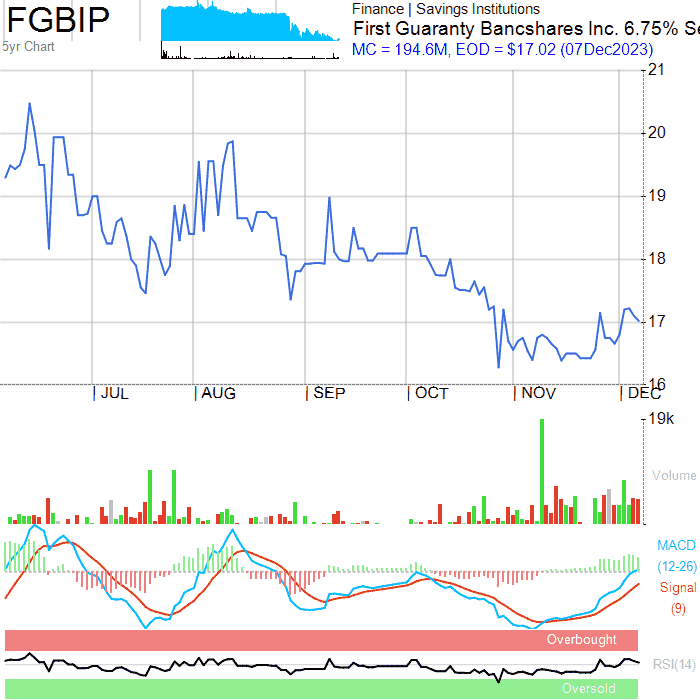 FGBIP
5yr Chart
Finance | Savings Institutions
First Guaranty Bancshares Inc. 6.75% Se
MC = 194.6M, EOD = $17.02 (07Dec2023)
21
20
19
18
17
16
JUL AUG SEP OCT NOV DEC
19k
Volume
MACD
(12-26)
Signal
(9)
Overbought
RSI(14)
Oversold